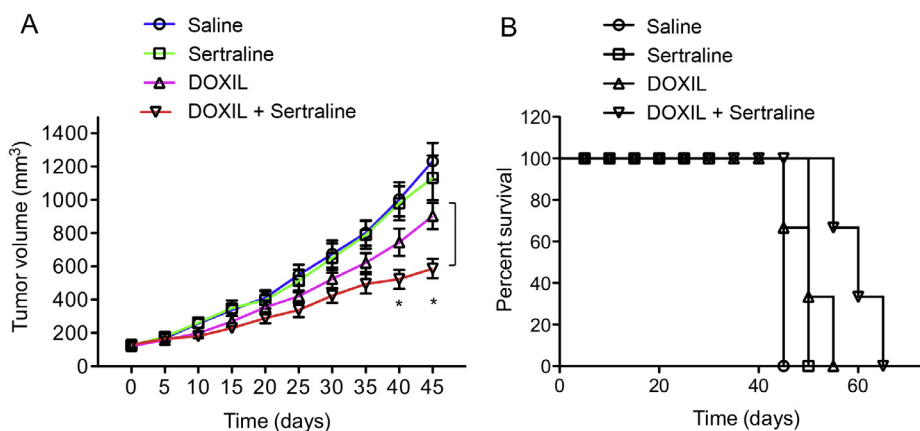 A
Saline
Sertraline
DOXIL
DOXIL + Sertraline
Tumor volume (mm³)
1400
1200
1000
800
600
400
200
0
0 5 10 15 20 25 30 35 40 45
* *
Time (days)
B
Saline
Sertraline
DOXIL
DOXIL + Sertraline
Percent survival
120
100
80
60
40
20
0
0 20 40 60
Time (days)